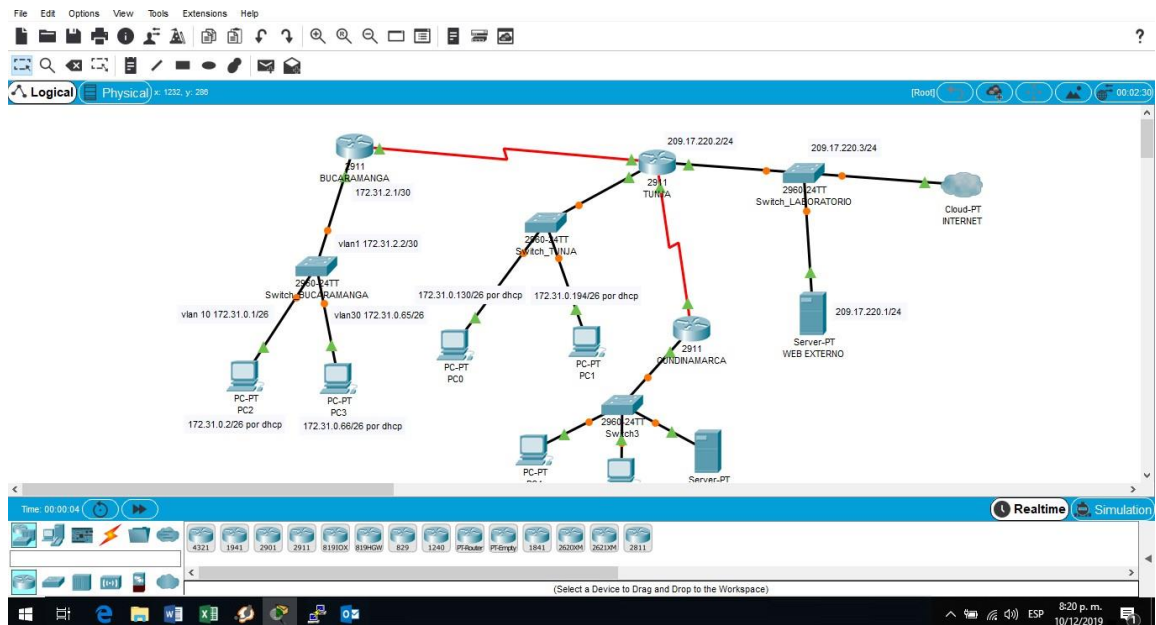 File Edit Options View Tools Extensions Help
?
Logical
Physical x: 1232, y: 288
[Root]
00:02:30
209.17.220.2/24
209.17.220.3/24
2911
BUCARAMANGA
172.31.2.1/30
2911
TUNJA
2960-24TT
Switch_LABORATORIO
Cloud-PT
INTERNET
2960-24TT
Switch_TUNJA
vlan1 172.31.2.2/30
2960-24TT
Switch_BUCARAMANGA
172.31.0.130/26 por dhcp
172.31.0.194/26 por dhcp
vlan 10 172.31.0.1/26
vlan30 172.31.0.65/26
209.17.220.1/24
Server-PT
WEB EXTERNO
2911
CUNDINAMARCA
PC-PT
PC0
PC-PT
PC1
PC-PT
PC2
PC-PT
PC3
172.31.0.2/26 por dhcp
172.31.0.66/26 por dhcp
2960-24TT
Switch3
PC-PT
Server-PT
Time: 00:00:04
Realtime
Simulation
4321 1941 2901 2911 819IOX 819HGW 829 1240 PT-Router PT-Empty 1841 2620XM 2621XM 2811
(Select a Device to Drag and Drop to the Workspace)
ESP
8:20 p. m.
10/12/2019